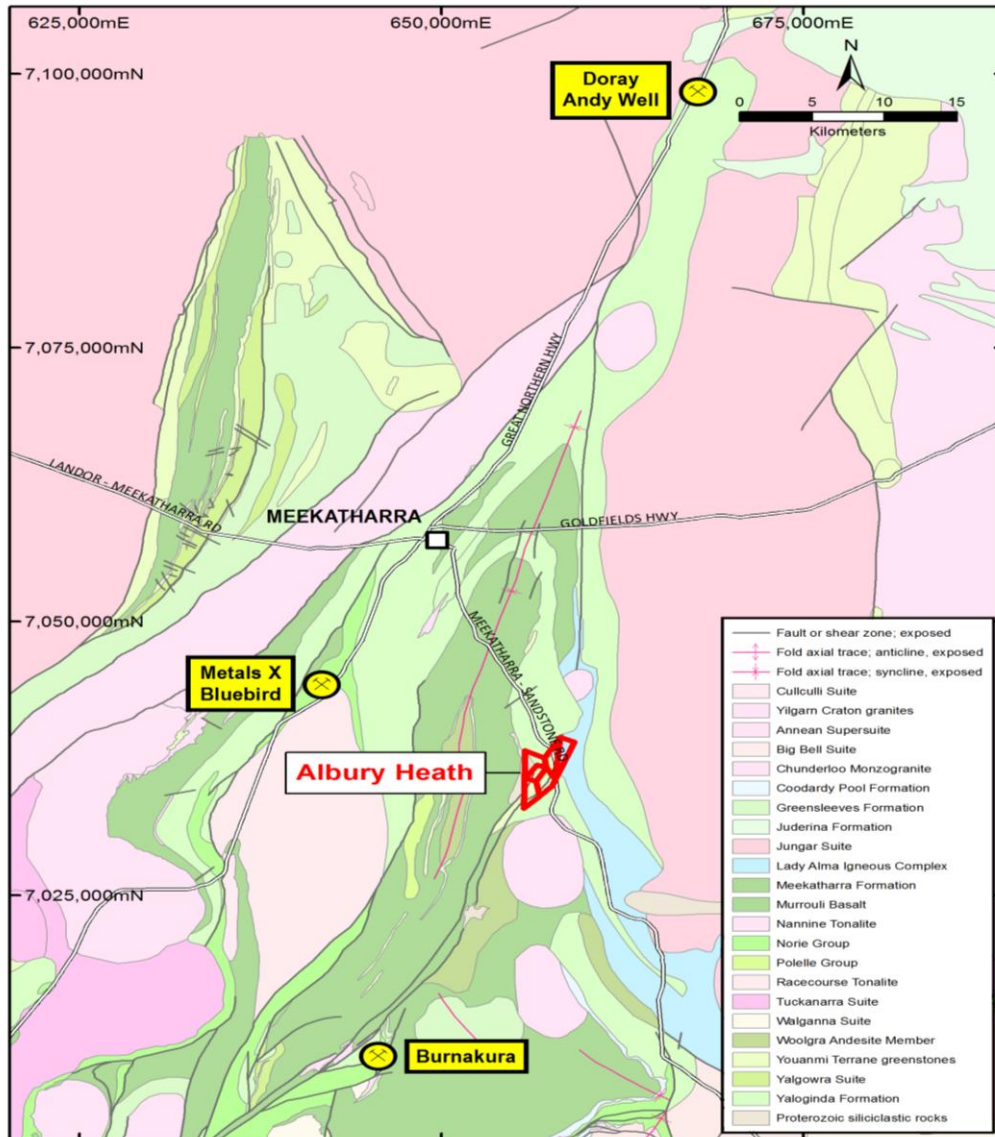 625,000mE
650,000mE
675,000mE
7,100,000mN
Doray
Andy Well
N
0 5 10 15
Kilometers
7,075,000mN
GREAT NORTHERN HWY
LANDOR - MEEKATHARRA RD
MEEKATHARRA
GOLDFIELDS HWY
7,050,000mN
MEEKATHARRA - SANDSTONE RD
Metals X
Bluebird
Albury Heath
7,025,000mN
Burnakura
Fault or shear zone; exposed
Fold axial trace; anticline, exposed
Fold axial trace; syncline, exposed
Cullculli Suite
Yilgarn Craton granites
Annean Supersuite
Big Bell Suite
Chunderloo Monzogranite
Coodardy Pool Formation
Greensleeves Formation
Juderina Formation
Jungar Suite
Lady Alma Igneous Complex
Meekatharra Formation
Murrouli Basalt
Nannine Tonalite
Norie Group
Polelle Group
Racecourse Tonalite
Tuckanarra Suite
Walganna Suite
Woolgra Andesite Member
Youanmi Terrane greenstones
Yalgowra Suite
Yaloginda Formation
Proterozoic siliciclastic rocks